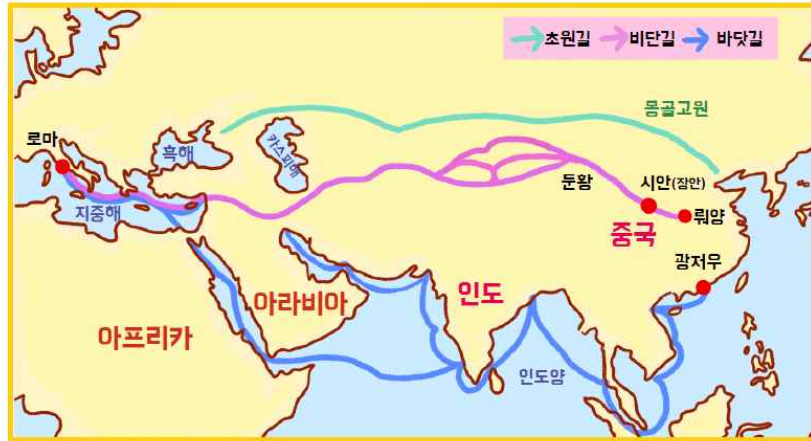 초원길 비단길 바닷길
몽골고원
로마
흑해
카스피해
둔황
시안(장안)
뤄양
지중해
중국
광저우
아라비아
인도
아프리카
인도양